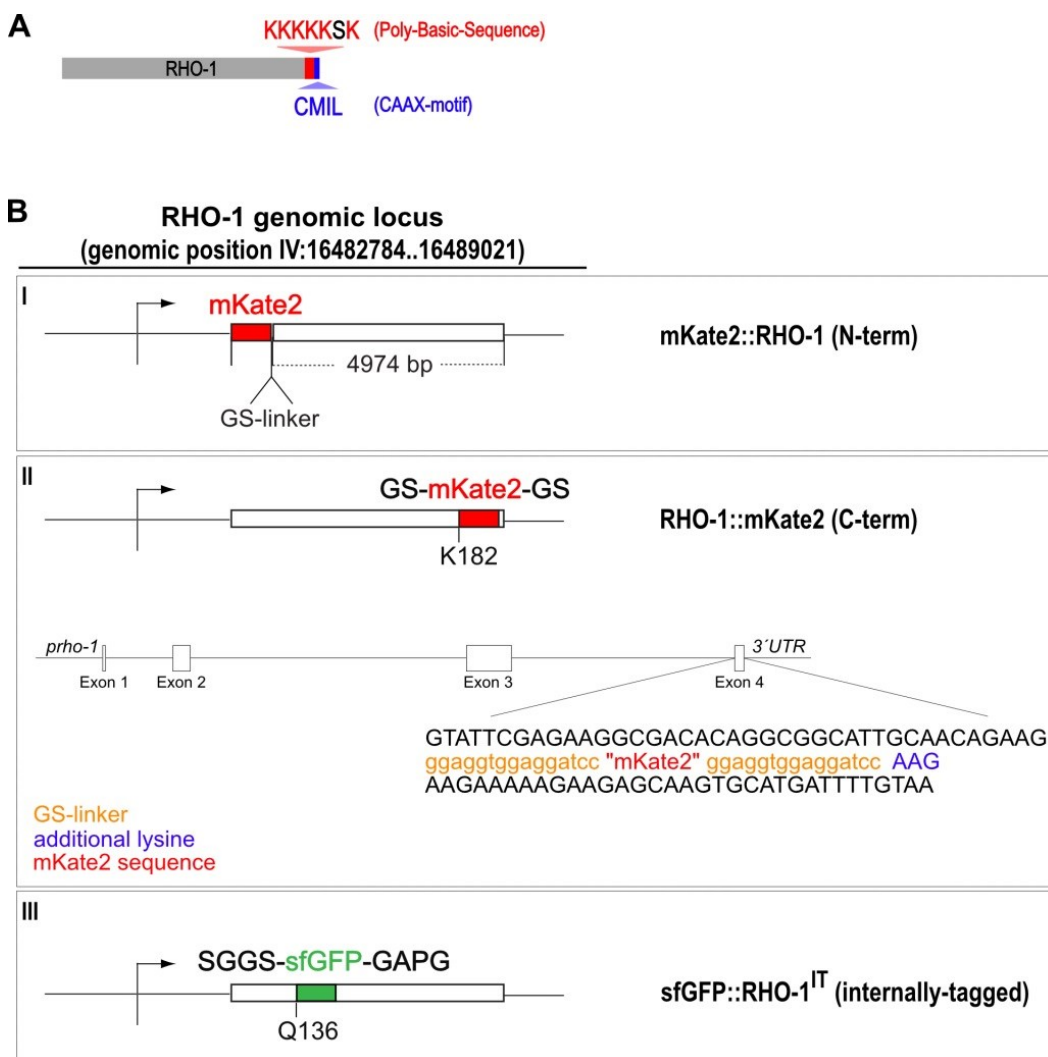 A
KKKKKSK (Poly-Basic-Sequence)
RHO-1
CMIL (CAAX-motif)
B
RHO-1 genomic locus
(genomic position IV:16482784..16489021)
I
mKate2
mKate2::RHO-1 (N-term)
4974 bp
GS-linker
II
GS-mKate2-GS
RHO-1::mKate2 (C-term)
K182
prho-1
3´UTR
Exon 1 Exon 2 Exon 3 Exon 4
GTATTCGAGAAGGCGACACAGGCGGCATTGCAACAGAAG
ggaggtggaggatcc "mKate2" ggaggtggaggatcc AAG
AAGAAAAAGAAGAGCAAGTGCATGATTTTGTAA
GS-linker
additional lysine
mKate2 sequence
III
SGGS-sfGFP-GAPG
sfGFP::RHO-1IT (internally-tagged)
Q136